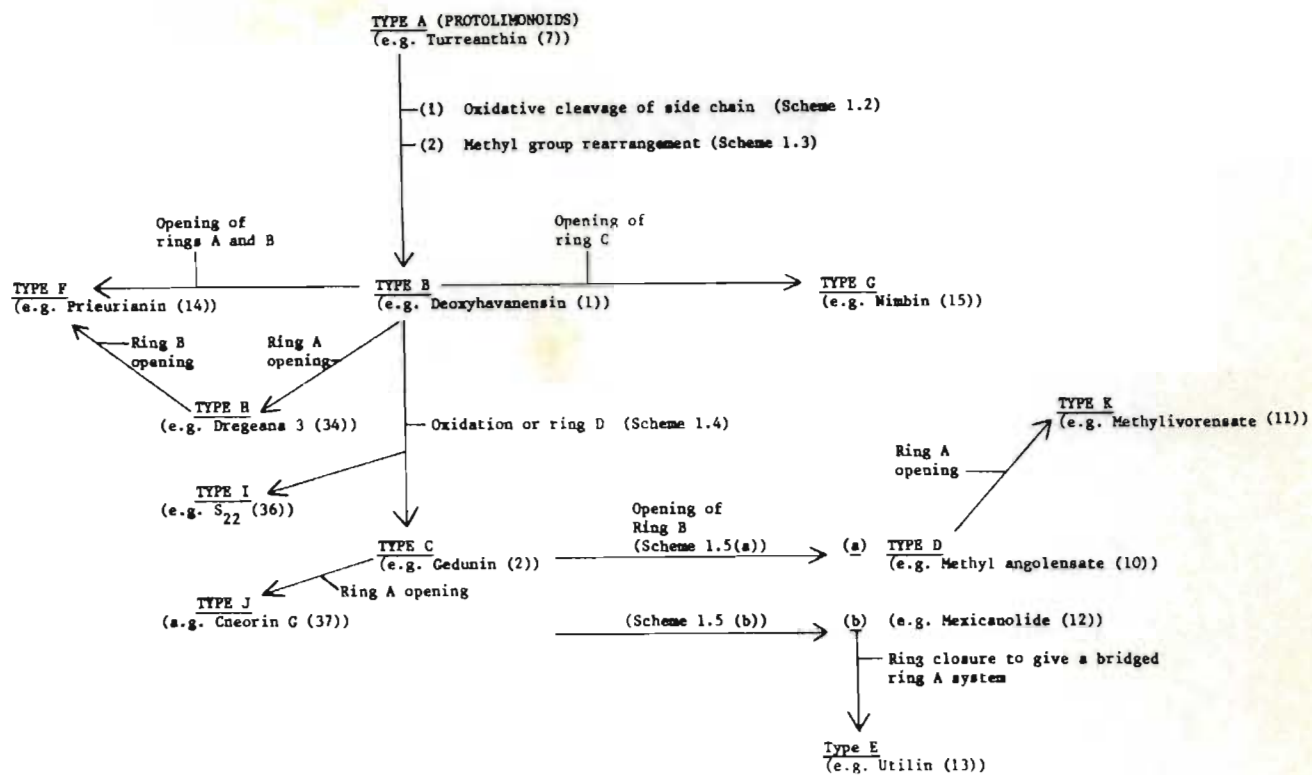 TYPE A (PROTOLIMONOIDS)
(e.g. Turreanthin (7))
(1) Oxidative cleavage of side chain (Scheme 1.2)
(2) Methyl group rearrangement (Scheme 1.3)
Opening of
rings A and B
Opening of
ring C
TYPE F
(e.g. Prieurianin (14))
TYPE B
(e.g. Deoxyhavanensin (1))
TYPE G
(e.g. Nimbin (15))
Ring B
opening
Ring A
opening
TYPE H
(e.g. Dregeana 3 (34))
Oxidation or ring D (Scheme 1.4)
TYPE K
(e.g. Methylivorensate (11))
Ring A
opening
TYPE I
(e.g. S22 (36))
Opening of
Ring B
(Scheme 1.5(a))
TYPE C
(e.g. Gedunin (2))
(a) TYPE D
(e.g. Methyl angolensate (10))
Ring A opening
TYPE J
(a.g. Cneorin G (37))
(Scheme 1.5 (b))
(b) (e.g. Mexicanolide (12))
Ring closure to give a bridged
ring A system
Type E
(e.g. Utilin (13))